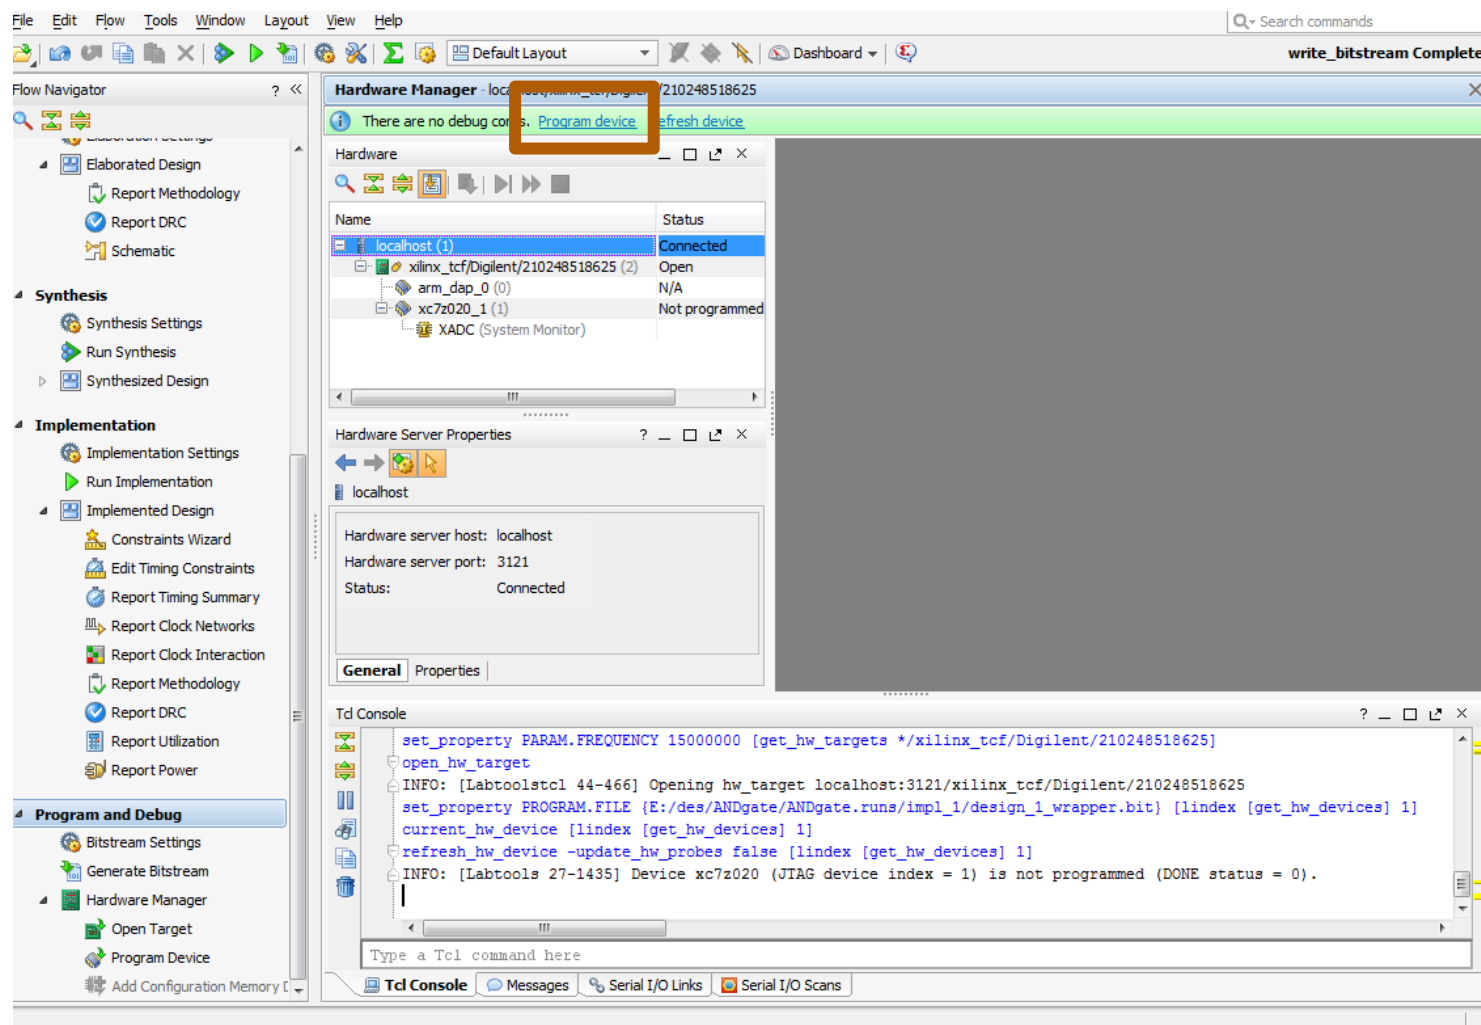 File Edit Flow Tools Window Layout View Help
Search commands
Default Layout
Dashboard
write_bitstream Complete
Flow Navigator ? «
Hardware Manager - localhost/xilinx_tcf/Digilent/210248518625
There are no debug cores. Program device Refresh device
Elaboration Settings
Elaborated Design
Report Methodology
Report DRC
Schematic
Synthesis
Synthesis Settings
Run Synthesis
Synthesized Design
Implementation
Implementation Settings
Run Implementation
Implemented Design
Constraints Wizard
Edit Timing Constraints
Report Timing Summary
Report Clock Networks
Report Clock Interaction
Report Methodology
Report DRC
Report Utilization
Report Power
Program and Debug
Bitstream Settings
Generate Bitstream
Hardware Manager
Open Target
Program Device
Add Configuration Memory D
Hardware
Name Status
localhost (1) Connected
xilinx_tcf/Digilent/210248518625 (2) Open
arm_dap_0 (0) N/A
xc7z020_1 (1) Not programmed
XADC (System Monitor)
Hardware Server Properties ?
localhost
Hardware server host: localhost
Hardware server port: 3121
Status: Connected
General Properties
Tcl Console ?
set_property PARAM.FREQUENCY 15000000 [get_hw_targets */xilinx_tcf/Digilent/210248518625]
open_hw_target
INFO: [Labtoolstcl 44-466] Opening hw_target localhost:3121/xilinx_tcf/Digilent/210248518625
set_property PROGRAM.FILE {E:/des/ANDgate/ANDgate.runs/impl_1/design_1_wrapper.bit} [lindex [get_hw_devices] 1]
current_hw_device [lindex [get_hw_devices] 1]
refresh_hw_device -update_hw_probes false [lindex [get_hw_devices] 1]
INFO: [Labtools 27-1435] Device xc7z020 (JTAG device index = 1) is not programmed (DONE status = 0).
Type a Tcl command here
Tcl Console Messages Serial I/O Links Serial I/O Scans